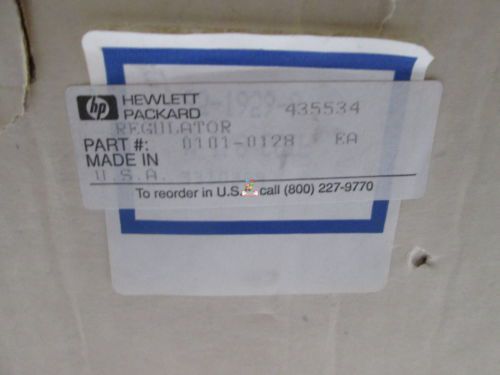 hp HEWLETT
PACKARD 435534
REGULATOR
PART #: 0101-0128 EA
MADE IN
U.S.A.
To reorder in U.S. call (800) 227-9770